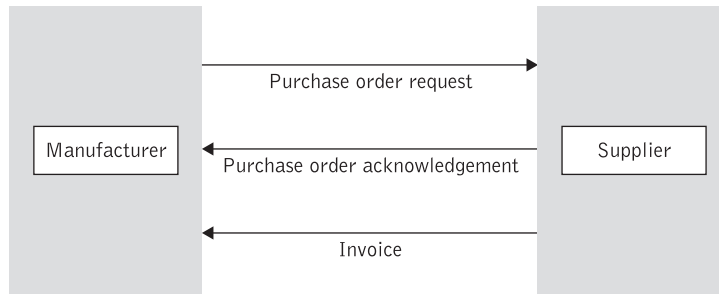 Purchase order request
Manufacturer
Supplier
Purchase order acknowledgement
Invoice